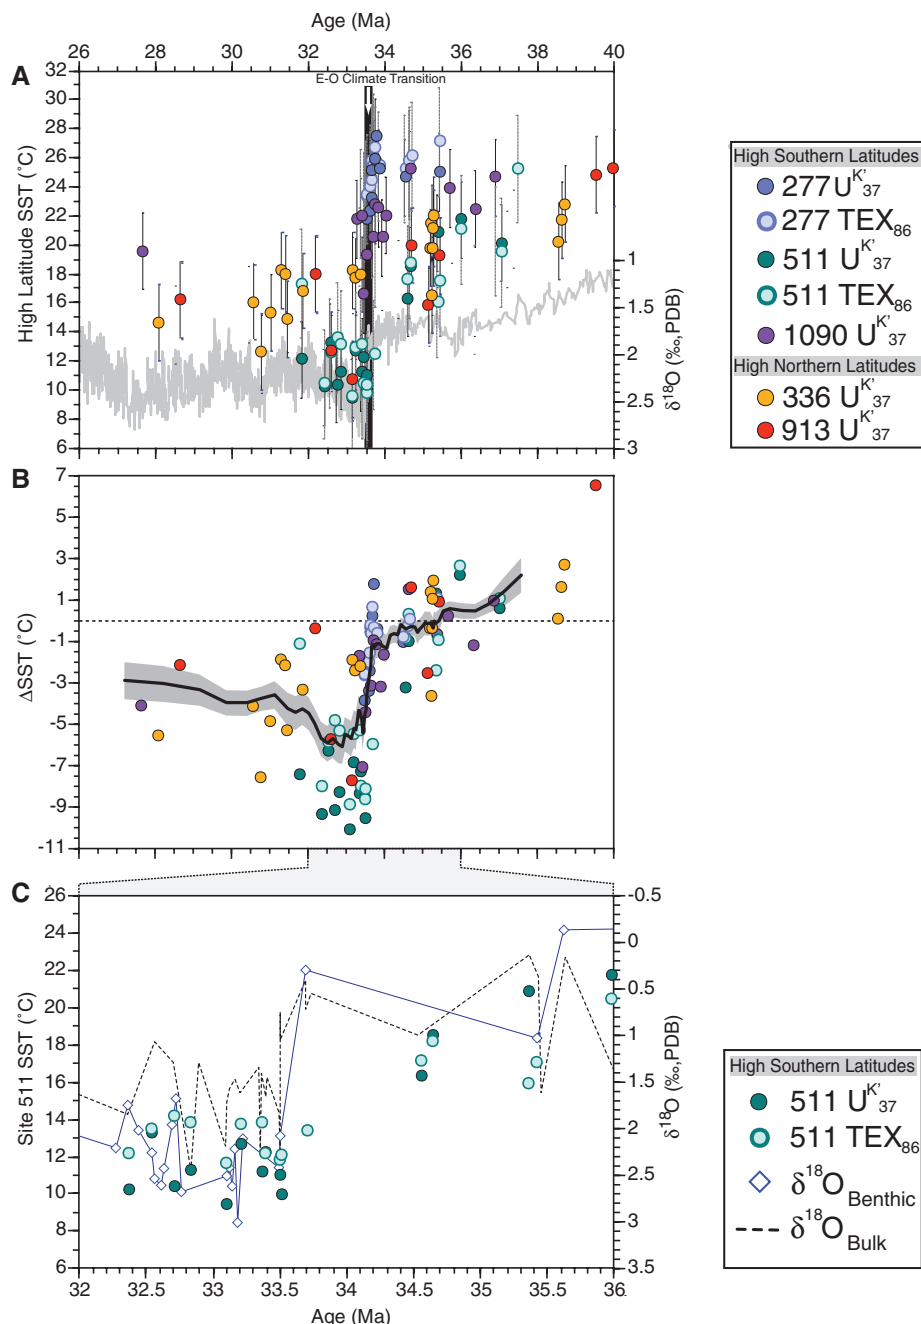 Age (Ma)
26 28 30 32 34 36 38 40
A
E-O Climate Transition
High Latitude SST (°C)
32
28
26
24
22
20
18
16
14
12
10
8
6
1
1.5
2
2.5
3
δ18O (‰,PDB)
High Southern Latitudes
277 UK'37
277 TEX86
511 UK'37
511 TEX86
1090 UK'37
High Northern Latitudes
336 UK'37
913 UK'37
B
ΔSST (°C)
7
5
3
1
-1
-3
-5
-7
-9
-11
C
Site 511 SST (°C)
26
24
22
20
18
16
14
12
10
8
6
-0.5
0
0.5
1
1.5
2
2.5
3
3.5
δ18O (‰,PDB)
32 32.5 33 33.5 34 34.5 35 35.5 36
Age (Ma)
High Southern Latitudes
511 UK'37
511 TEX86
δ18O Benthic
δ18O Bulk